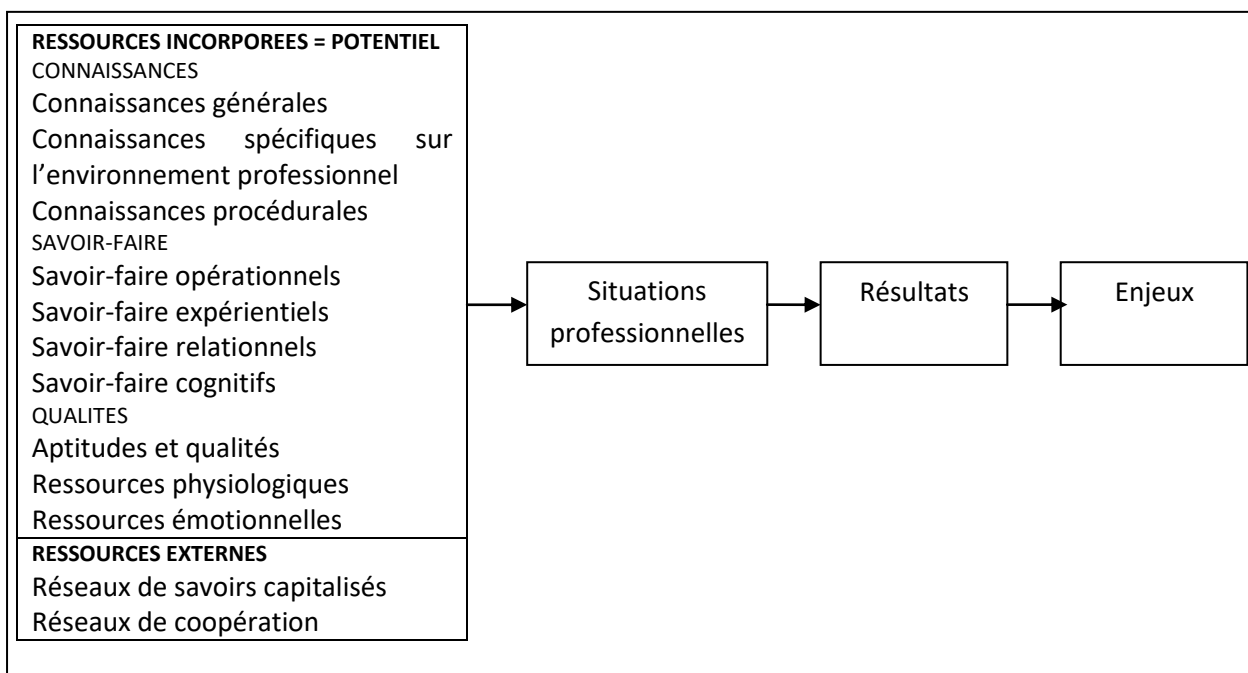 RESSOURCES INCORPOREES = POTENTIEL
CONNAISSANCES
Connaissances générales
Connaissances spécifiques sur
l’environnement professionnel
Connaissances procédurales
SAVOIR-FAIRE
Savoir-faire opérationnels
Savoir-faire expérientiels
Savoir-faire relationnels
Savoir-faire cognitifs
QUALITES
Aptitudes et qualités
Ressources physiologiques
Ressources émotionnelles
RESSOURCES EXTERNES
Réseaux de savoirs capitalisés
Réseaux de coopération
Situations
professionnelles
Résultats
Enjeux